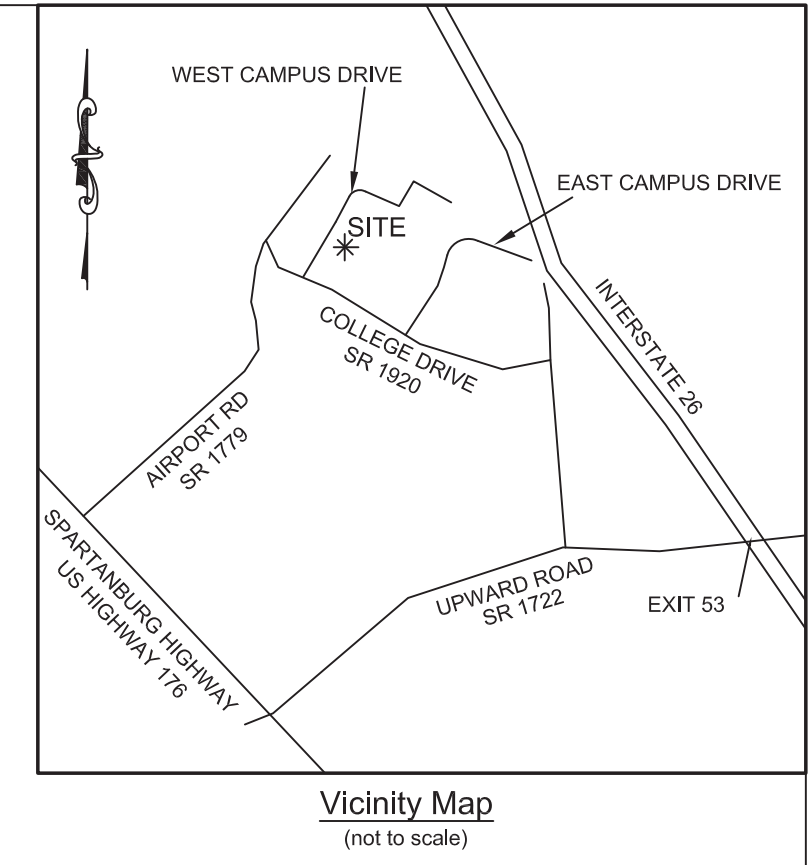 WEST CAMPUS DRIVE
EAST CAMPUS DRIVE
SITE
INTERSTATE 26
COLLEGE DRIVE
SR 1920
AIRPORT RD
SR 1779
SPARTANBURG HIGHWAY
US HIGHWAY 176
UPWARD ROAD
SR 1722
EXIT 53
Vicinity Map
(not to scale)